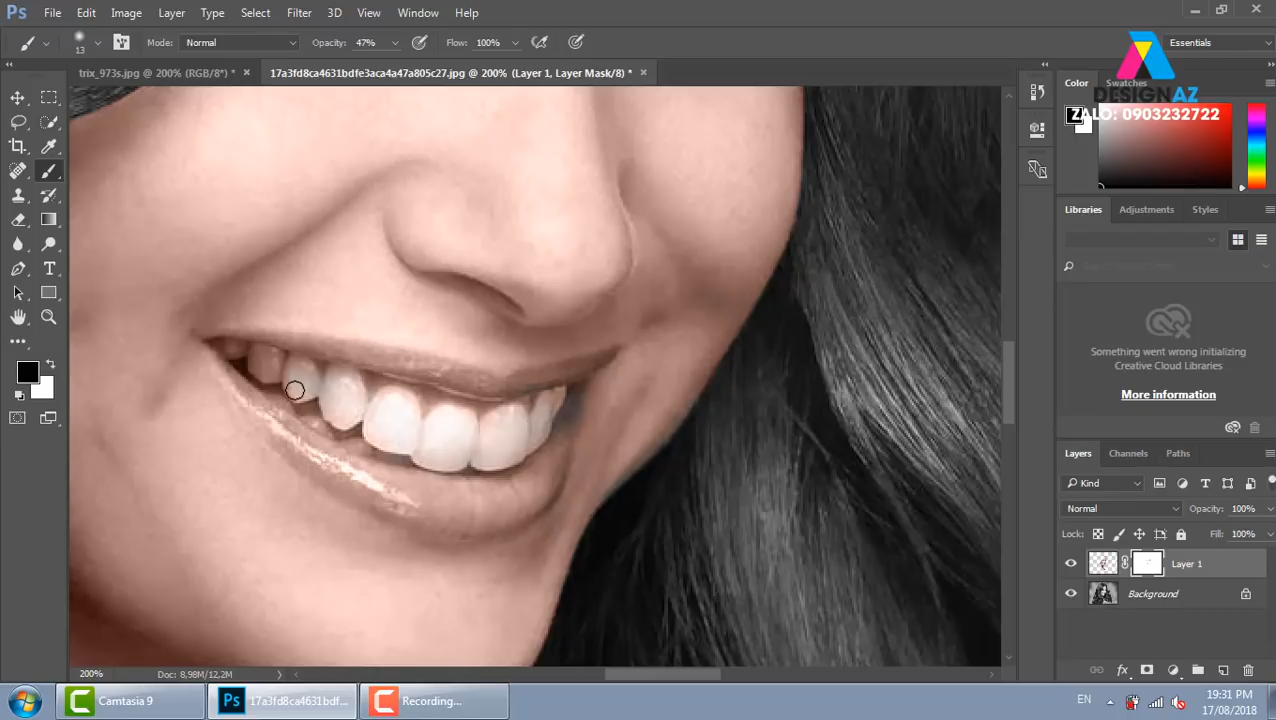 Ps File Edit Image Layer Type Select Filter 3D View Window Help
13 Mode: Normal Opacity: 47% Flow: 100% Essentials
trix_973s.jpg @ 200% (RGB/8*) * × 17a3fd8ca4631bdfe3aca4a47a805c27.jpg @ 200% (Layer 1, Layer Mask/8) * ×
Color Swatches
DESIGN AZ
ZALO: 0903232722
Libraries Adjustments Styles
Something went wrong initializing
Creative Cloud Libraries
More information
Layers Channels Paths
Kind
Normal Opacity: 100%
Lock: Fill: 100%
Layer 1
Background
200% Doc: 8,98M/12,2M
Camtasia 9 Ps 17a3fd8ca4631bdf... Recording... EN 19:31 PM
17/08/2018